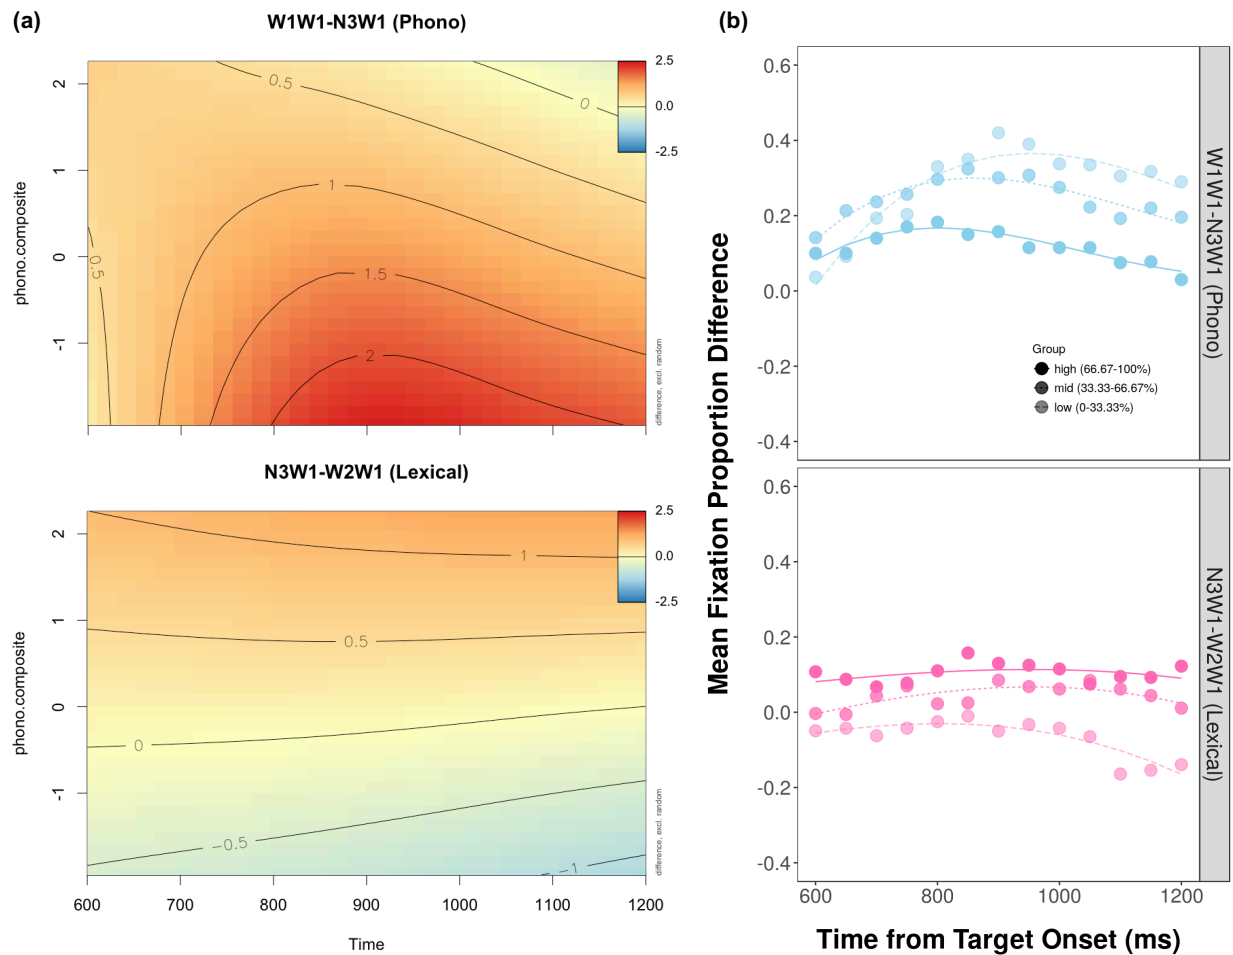 (a)
W1W1-N3W1 (Phono)
2
1
0
-1
phono.composite
0.5
0
1
0.5
1.5
2
2.5
0.0
-2.5
difference, excl. random
N3W1-W2W1 (Lexical)
2
1
0
-1
phono.composite
1
0.5
0
−0.5
−1
2.5
0.0
-2.5
difference, excl. random
600 700 800 900 1000 1100 1200
Time
(b)
Mean Fixation Proportion Difference
0.6
0.4
0.2
0.0
-0.2
-0.4
Group
high (66.67-100%)
mid (33.33-66.67%)
low (0-33.33%)
W1W1-N3W1 (Phono)
0.6
0.4
0.2
0.0
-0.2
-0.4
N3W1-W2W1 (Lexical)
600 800 1000 1200
Time from Target Onset (ms)